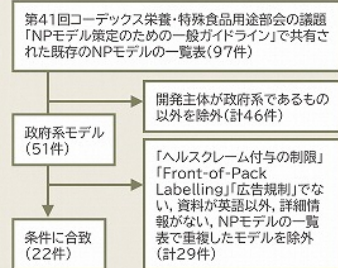 第41回コーデックス栄養・特殊食品用途部会の議題
「NPモデル策定のための一般ガイドライン」で共有さ
れた既存のNPモデルの一覧表（97件）
開発主体が政府系であるもの
以外を除外（計46件）
政府系モデル
（51件）
「ヘルスクレーム付与の制限」
「Front-of-Pack
Labelling」「広告規制」でな
い，資料が英語以外，詳細情
報がない，NPモデルの一覧
表で重複したモデルを除外
（計29件）
条件に合致
（22件）